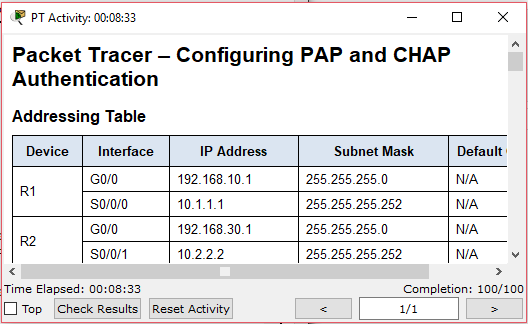 PT Activity: 00:08:33
Packet Tracer – Configuring PAP and CHAP
Authentication
Addressing Table
Device Interface IP Address Subnet Mask Default
R1 G0/0 192.168.10.1 255.255.255.0 N/A
S0/0/0 10.1.1.1 255.255.255.252 N/A
R2 G0/0 192.168.30.1 255.255.255.0 N/A
S0/0/1 10.2.2.2 255.255.255.252 N/A
Time Elapsed: 00:08:33 Completion: 100/100
Top Check Results Reset Activity < 1/1 >